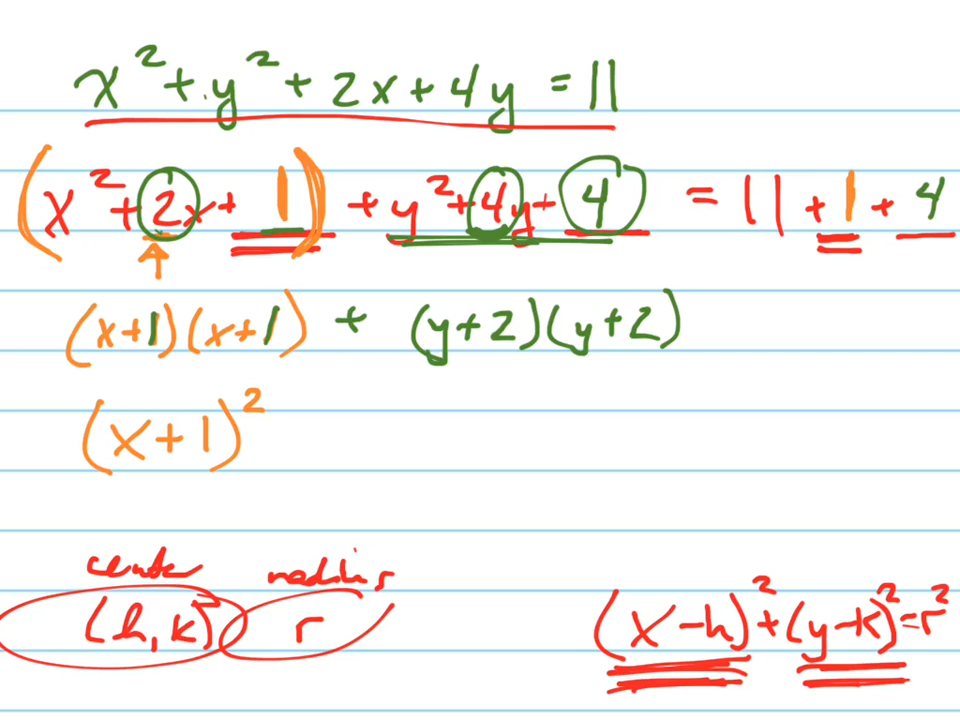 x² + y² + 2x + 4y = 11
(x² + 2x + 1) + y² + 4y + 4 = 11 + 1 + 4
(x+1)(x+1) + (y+2)(y+2)
(x+1)²
center radius
(h, k) r (x-h)² + (y-k)² = r²